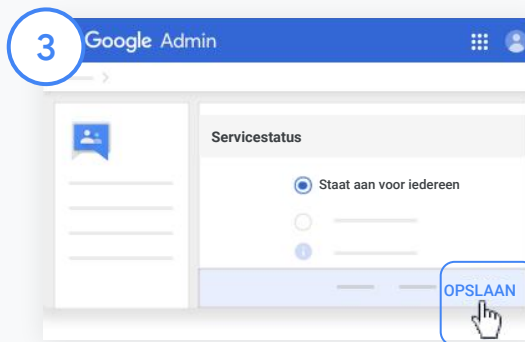 3
Google Admin
Servicestatus
Staat aan voor iedereen
OPSLAAN